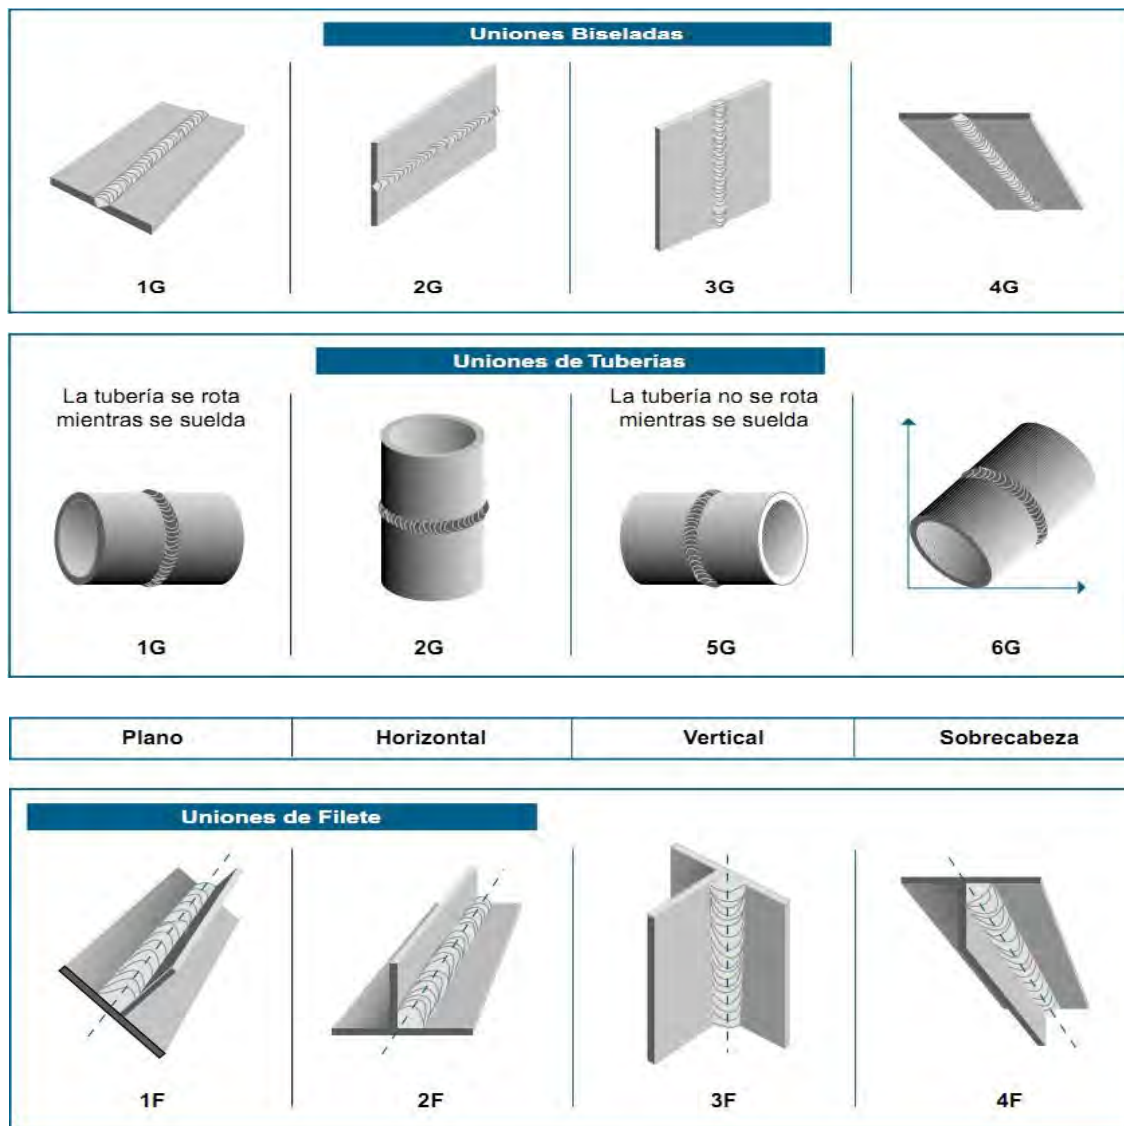 Uniones Biseladas
1G
2G
3G
4G
Uniones de Tuberias
La tubería se rota
mientras se suelda
La tubería no se rota
mientras se suelda
1G
2G
5G
6G
Plano
Horizontal
Vertical
Sobrecabeza
Uniones de Filete
1F
2F
3F
4F